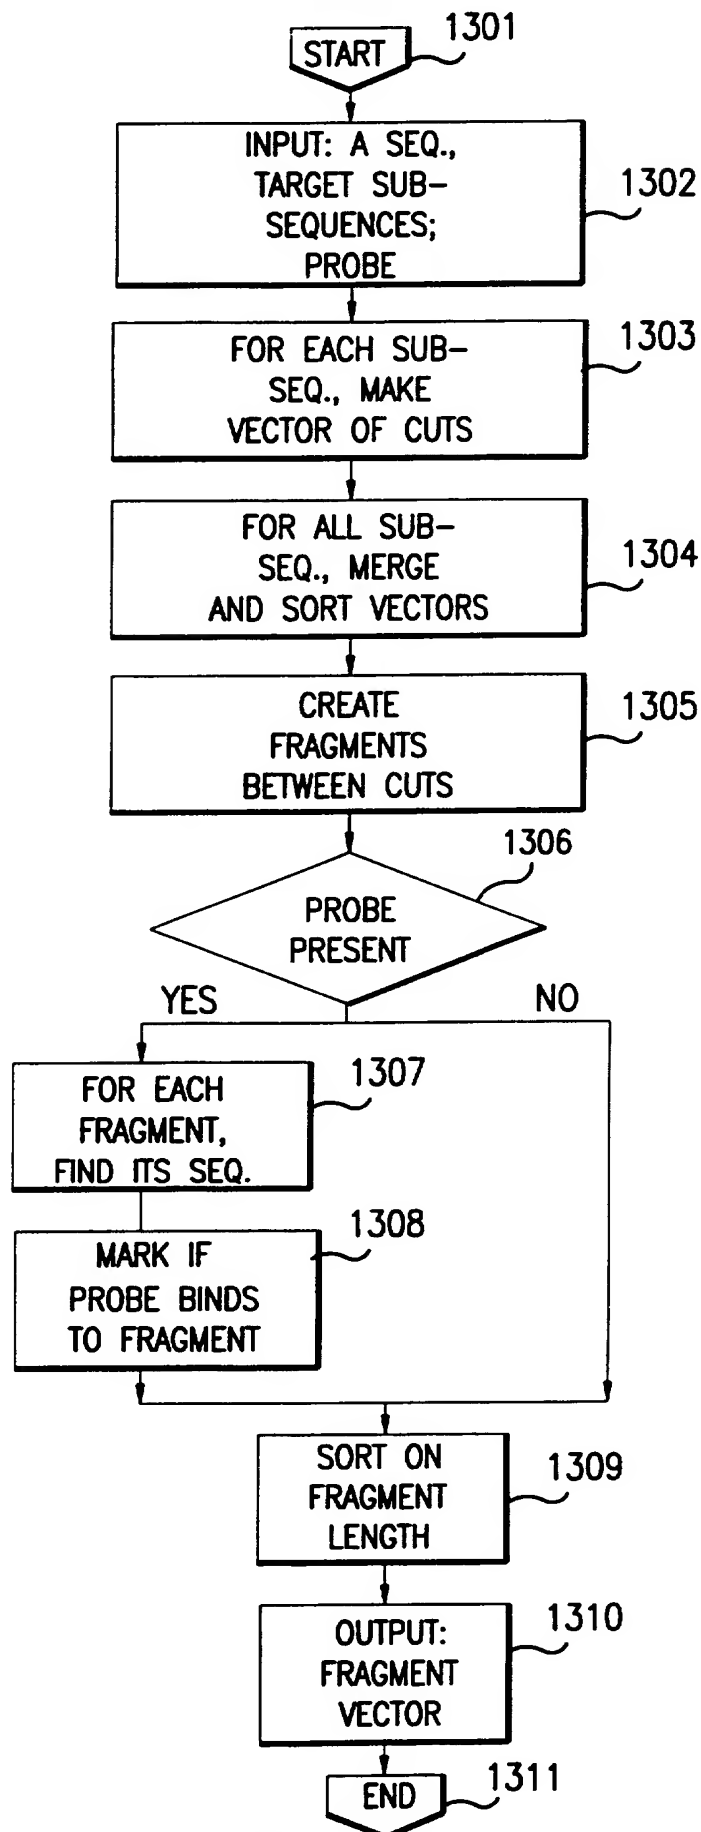 START
1301
INPUT: A SEQ.,
TARGET SUB-
SEQUENCES;
PROBE
1302
FOR EACH SUB-
SEQ., MAKE
VECTOR OF CUTS
1303
FOR ALL SUB-
SEQ., MERGE
AND SORT VECTORS
1304
CREATE
FRAGMENTS
BETWEEN CUTS
1305
1306
PROBE
PRESENT
YES
NO
FOR EACH
FRAGMENT,
FIND ITS SEQ.
1307
MARK IF
PROBE BINDS
TO FRAGMENT
1308
SORT ON
FRAGMENT
LENGTH
1309
OUTPUT:
FRAGMENT
VECTOR
1310
END
1311